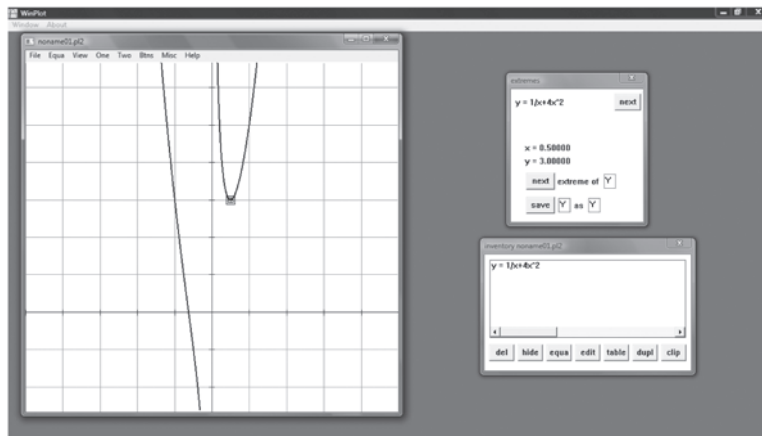 WinPlot
Window About
noname01.pl2
File Equa View One Two Btns Misc Help
extremes
y = 1/x+4x^2
next
x = 0.50000
y = 3.00000
next extreme of Y
save Y as Y
inventory noname01.pl2
y = 1/x+4x^2
del hide equa edit table dupl clip